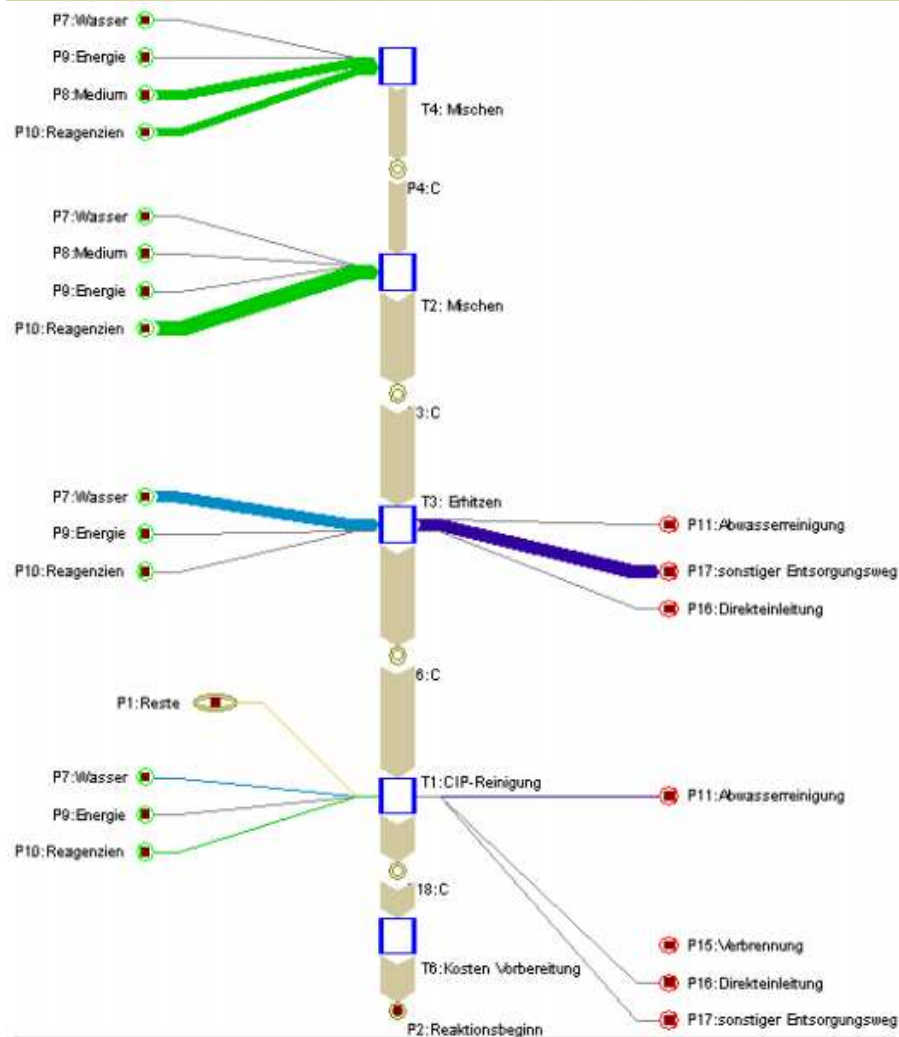 P7:Wasser
P9:Energie
P8:Medium
P10:Reagenzien
T4: Mischen
P4:C
P7:Wasser
P8:Medium
P9:Energie
P10:Reagenzien
T2: Mischen
3:C
P7:Wasser
T3: Erhitzen
P9:Energie
P11:Abwasserreinigung
P10:Reagenzien
P17:sonstiger Entsorgungsweg
P16:Direkteinleitung
6:C
P1:Reste
P7:Wasser
T1:CIP-Reinigung
P9:Energie
P11:Abwasserreinigung
P10:Reagenzien
18:C
P15:Verbrennung
T6:Kosten Vorbereitung
P16:Direkteinleitung
P2:Reaktionsbeginn
P17:sonstiger Entsorgungsweg